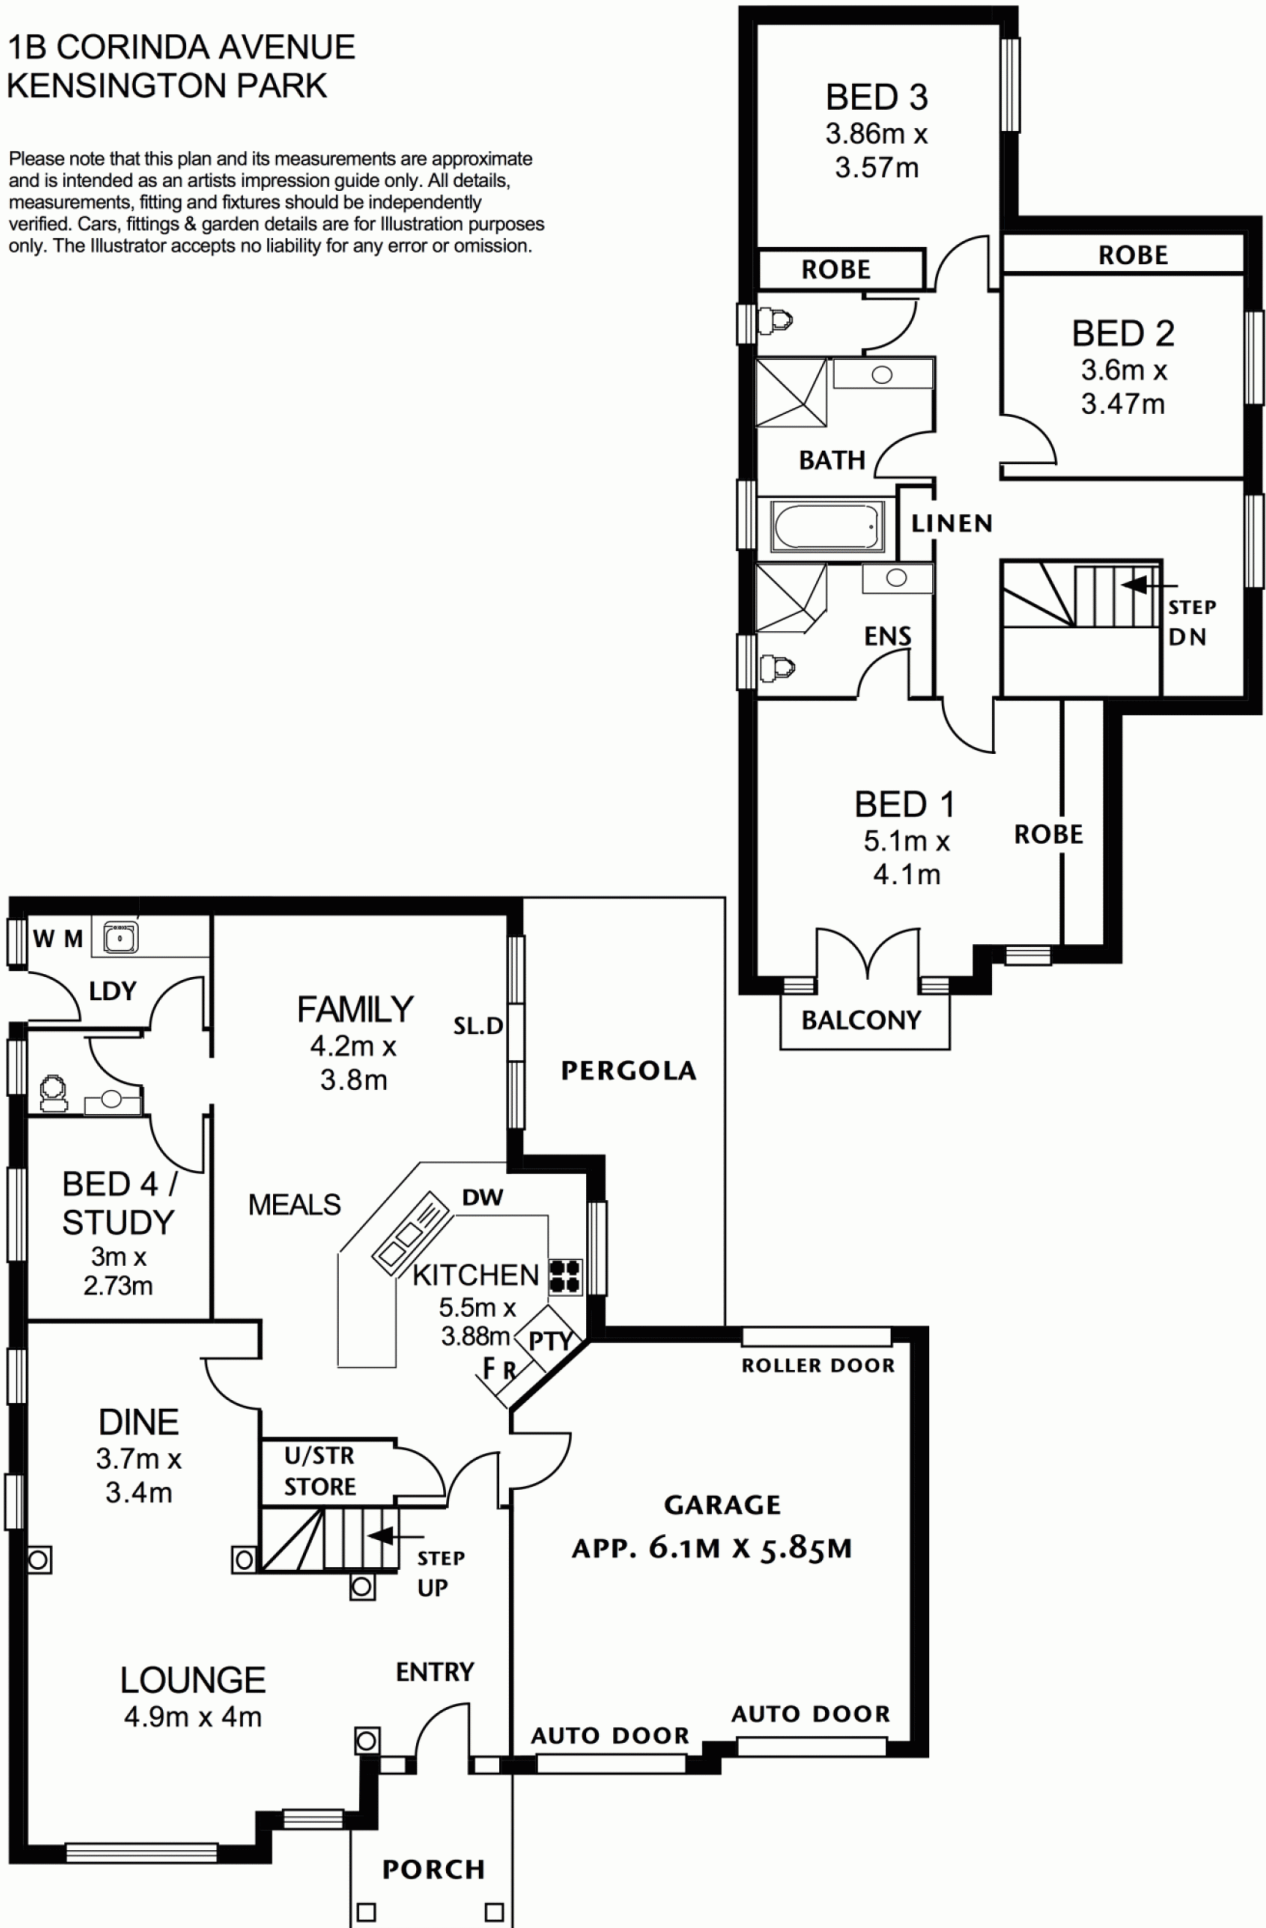 1B CORINDA AVENUE
KENSINGTON PARK
Please note that this plan and its measurements are approximate
and is intended as an artists impression guide only. All details,
measurements, fitting and fixtures should be independently
verified. Cars, fittings & garden details are for Illustration purposes
only. The Illustrator accepts no liability for any error or omission.
BED 3
3.86m x
3.57m
ROBE
ROBE
BED 2
3.6m x
3.47m
BATH
LINEN
ENS
STEP
DN
BED 1
5.1m x
4.1m
ROBE
BALCONY
W M
LDY
FAMILY
4.2m x
3.8m
SL.D
PERGOLA
BED 4 /
STUDY
3m x
2.73m
MEALS
DW
KITCHEN
5.5m x
3.88m
PTY
F R
ROLLER DOOR
DINE
3.7m x
3.4m
U/STR
STORE
GARAGE
APP. 6.1M X 5.85M
STEP
UP
LOUNGE
4.9m x 4m
ENTRY
AUTO DOOR
AUTO DOOR
PORCH